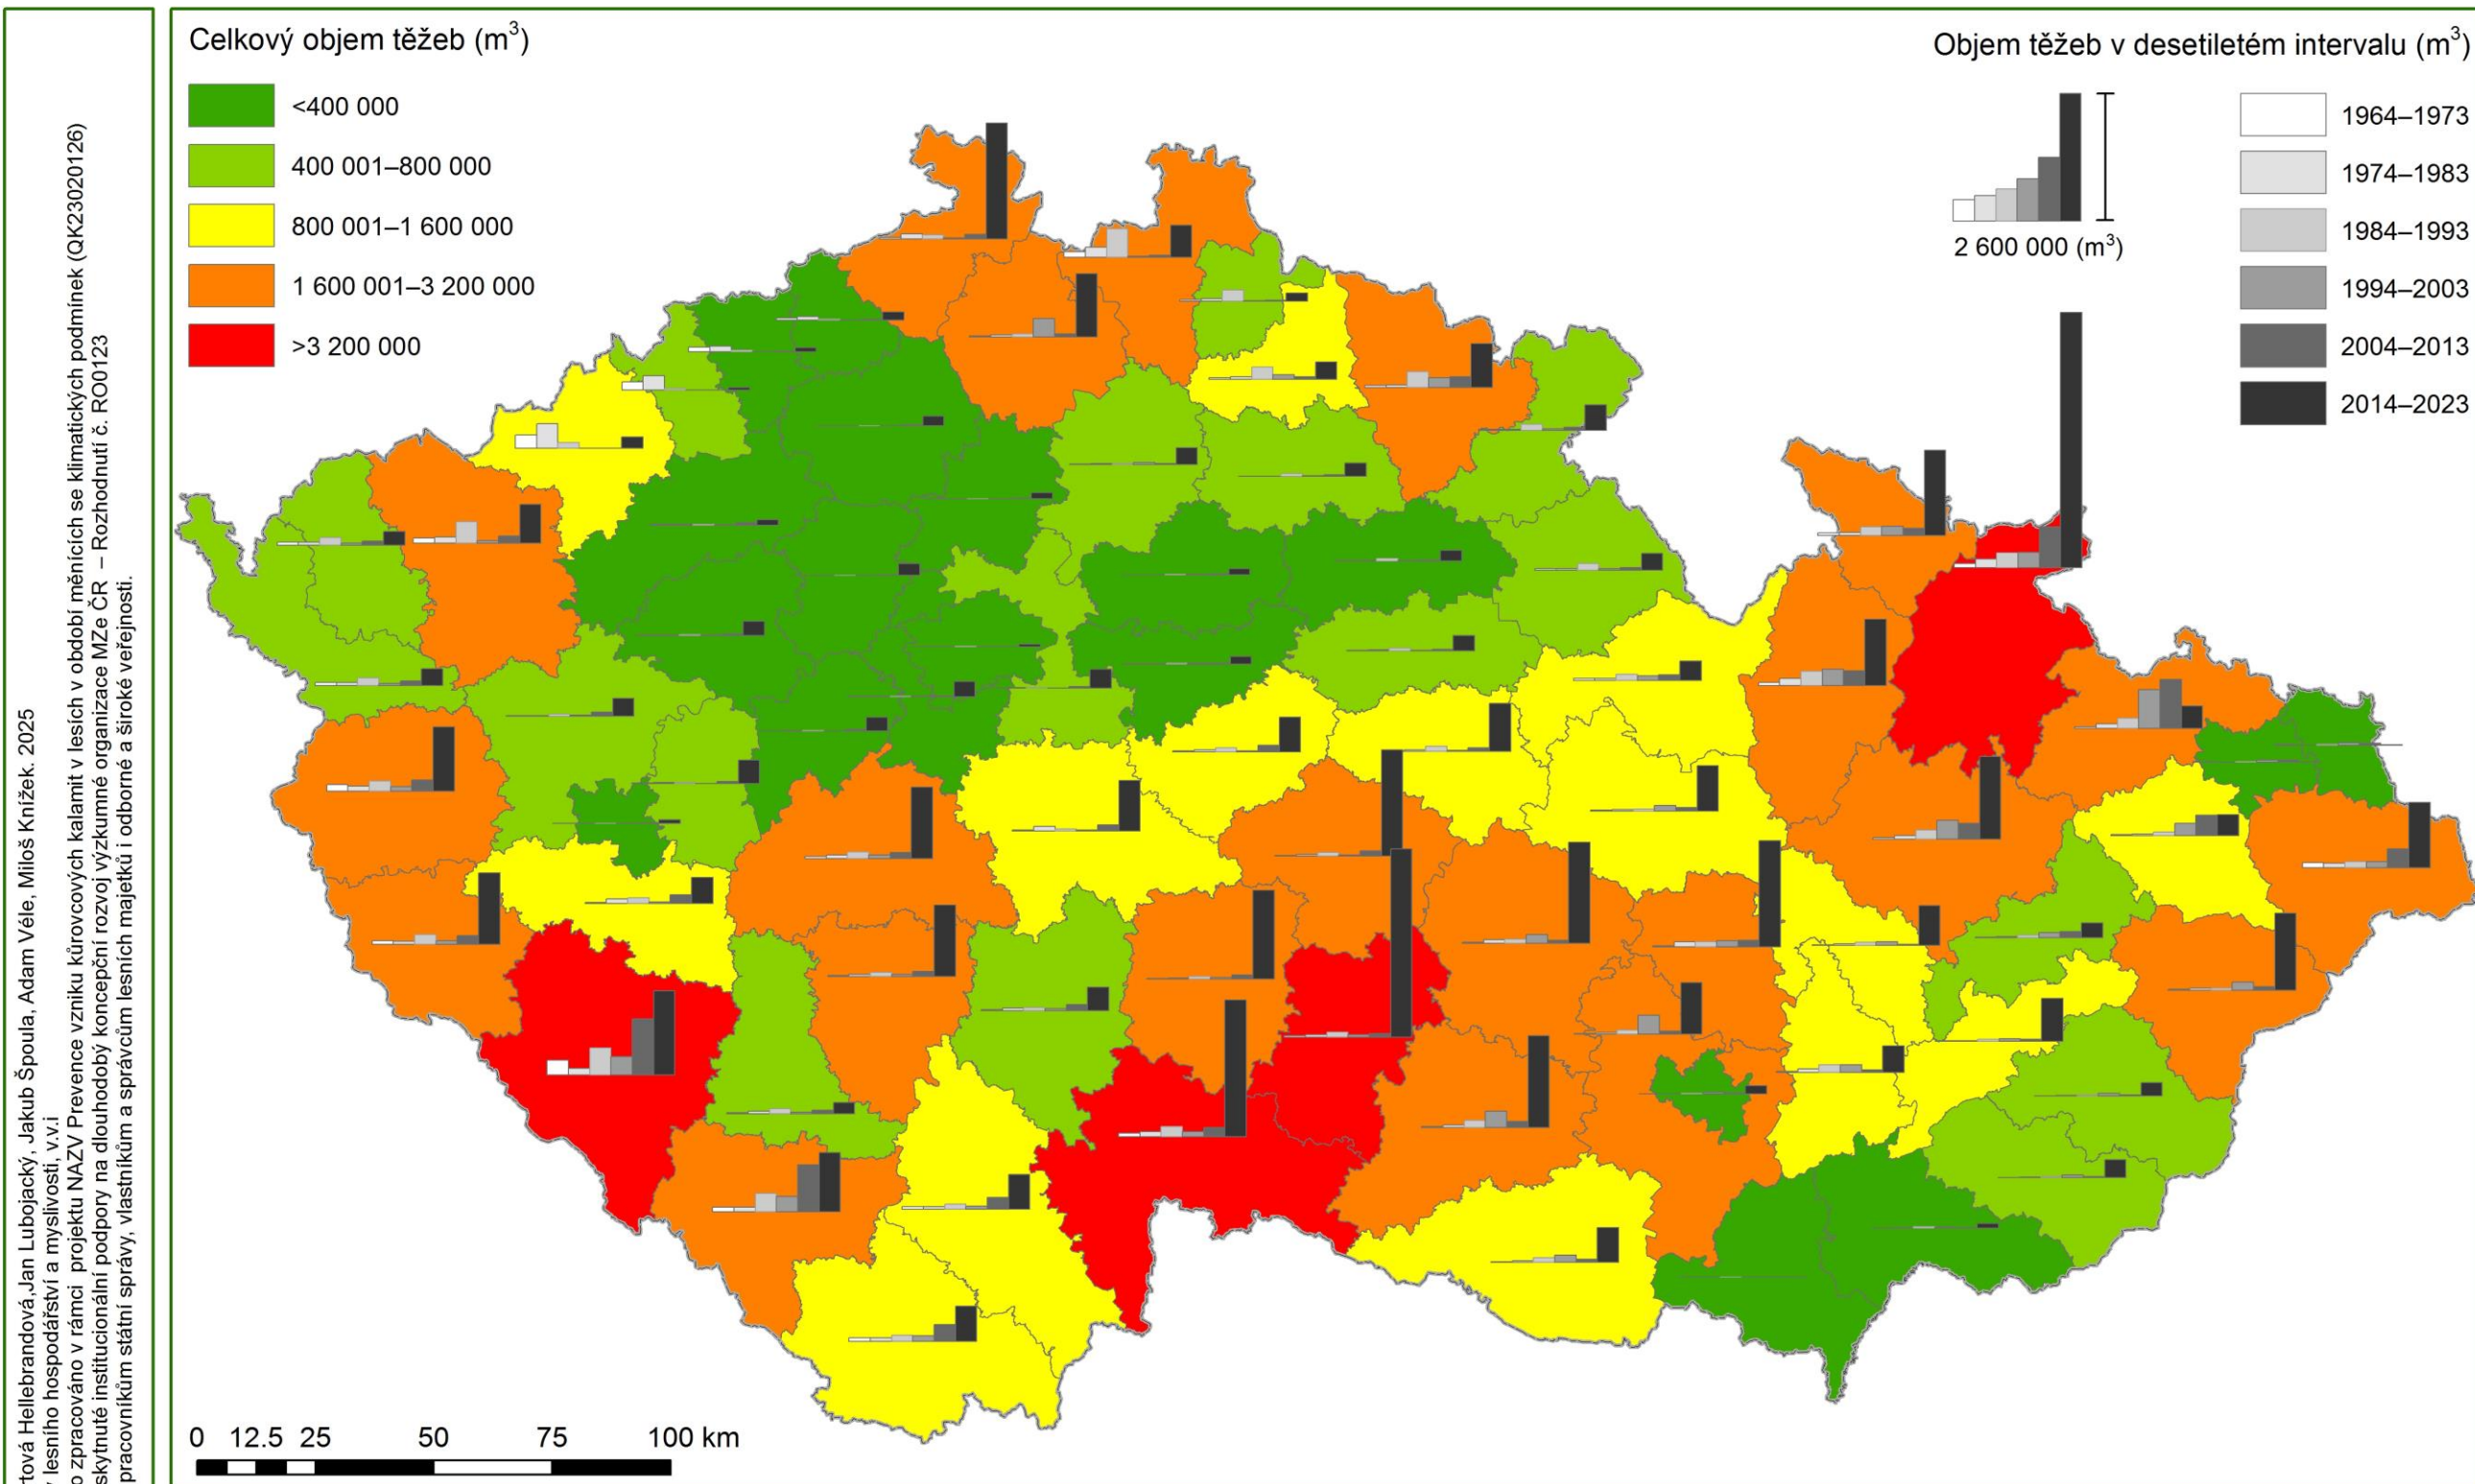 rtová Hellebrandová, Jan Lubojacký, Jakub Špoula, Adam Véle, Miloš Knížek. 2025
lesního hospodářství a myslivosti, v.v.i
o zpracováno v rámci projektu NAZV Prevence vzniku kůrovcových kalamit v lesích v období měnících se klimatických podmínek (QK23020126)
skytnuté institucionální podpory na dlouhodobý koncepční rozvoj výzkumné organizace MZe ČR – Rozhodnutí č. RO0123
pracovníkům státní správy, vlastníkům a správcům lesních majetků i odborné a široké veřejnosti.
Celkový objem těžeb (m³)
<400 000
400 001–800 000
800 001–1 600 000
1 600 001–3 200 000
>3 200 000
Objem těžeb v desetiletém intervalu (m³)
2 600 000 (m³)
1964–1973
1974–1983
1984–1993
1994–2003
2004–2013
2014–2023
0 12.5 25 50 75 100 km